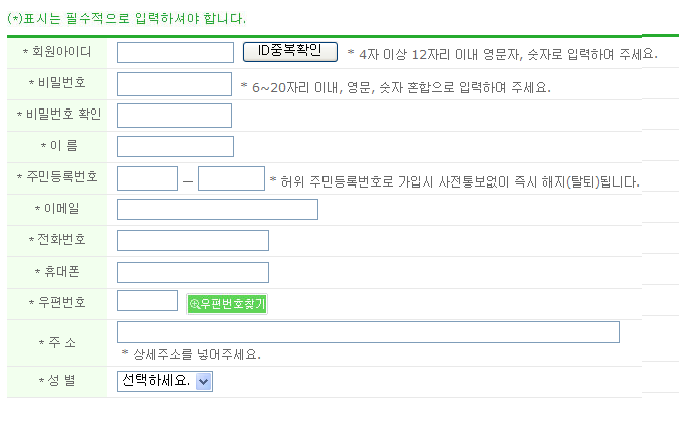 (*)표시는 필수적으로 입력하셔야 합니다.
* 회원아이디 ID중복확인 * 4자 이상 12자리 이내 영문자, 숫자로 입력하여 주세요.
* 비밀번호 * 6~20자리 이내, 영문, 숫자 혼합으로 입력하여 주세요.
* 비밀번호 확인
* 이 름
* 주민등록번호 — * 허위 주민등록번호로 가입시 사전통보없이 즉시 해지(탈퇴)됩니다.
* 이메일
* 전화번호
* 휴대폰
* 우편번호 우편번호찾기
* 주 소
* 상세주소를 넣어주세요.
* 성 별 선택하세요.